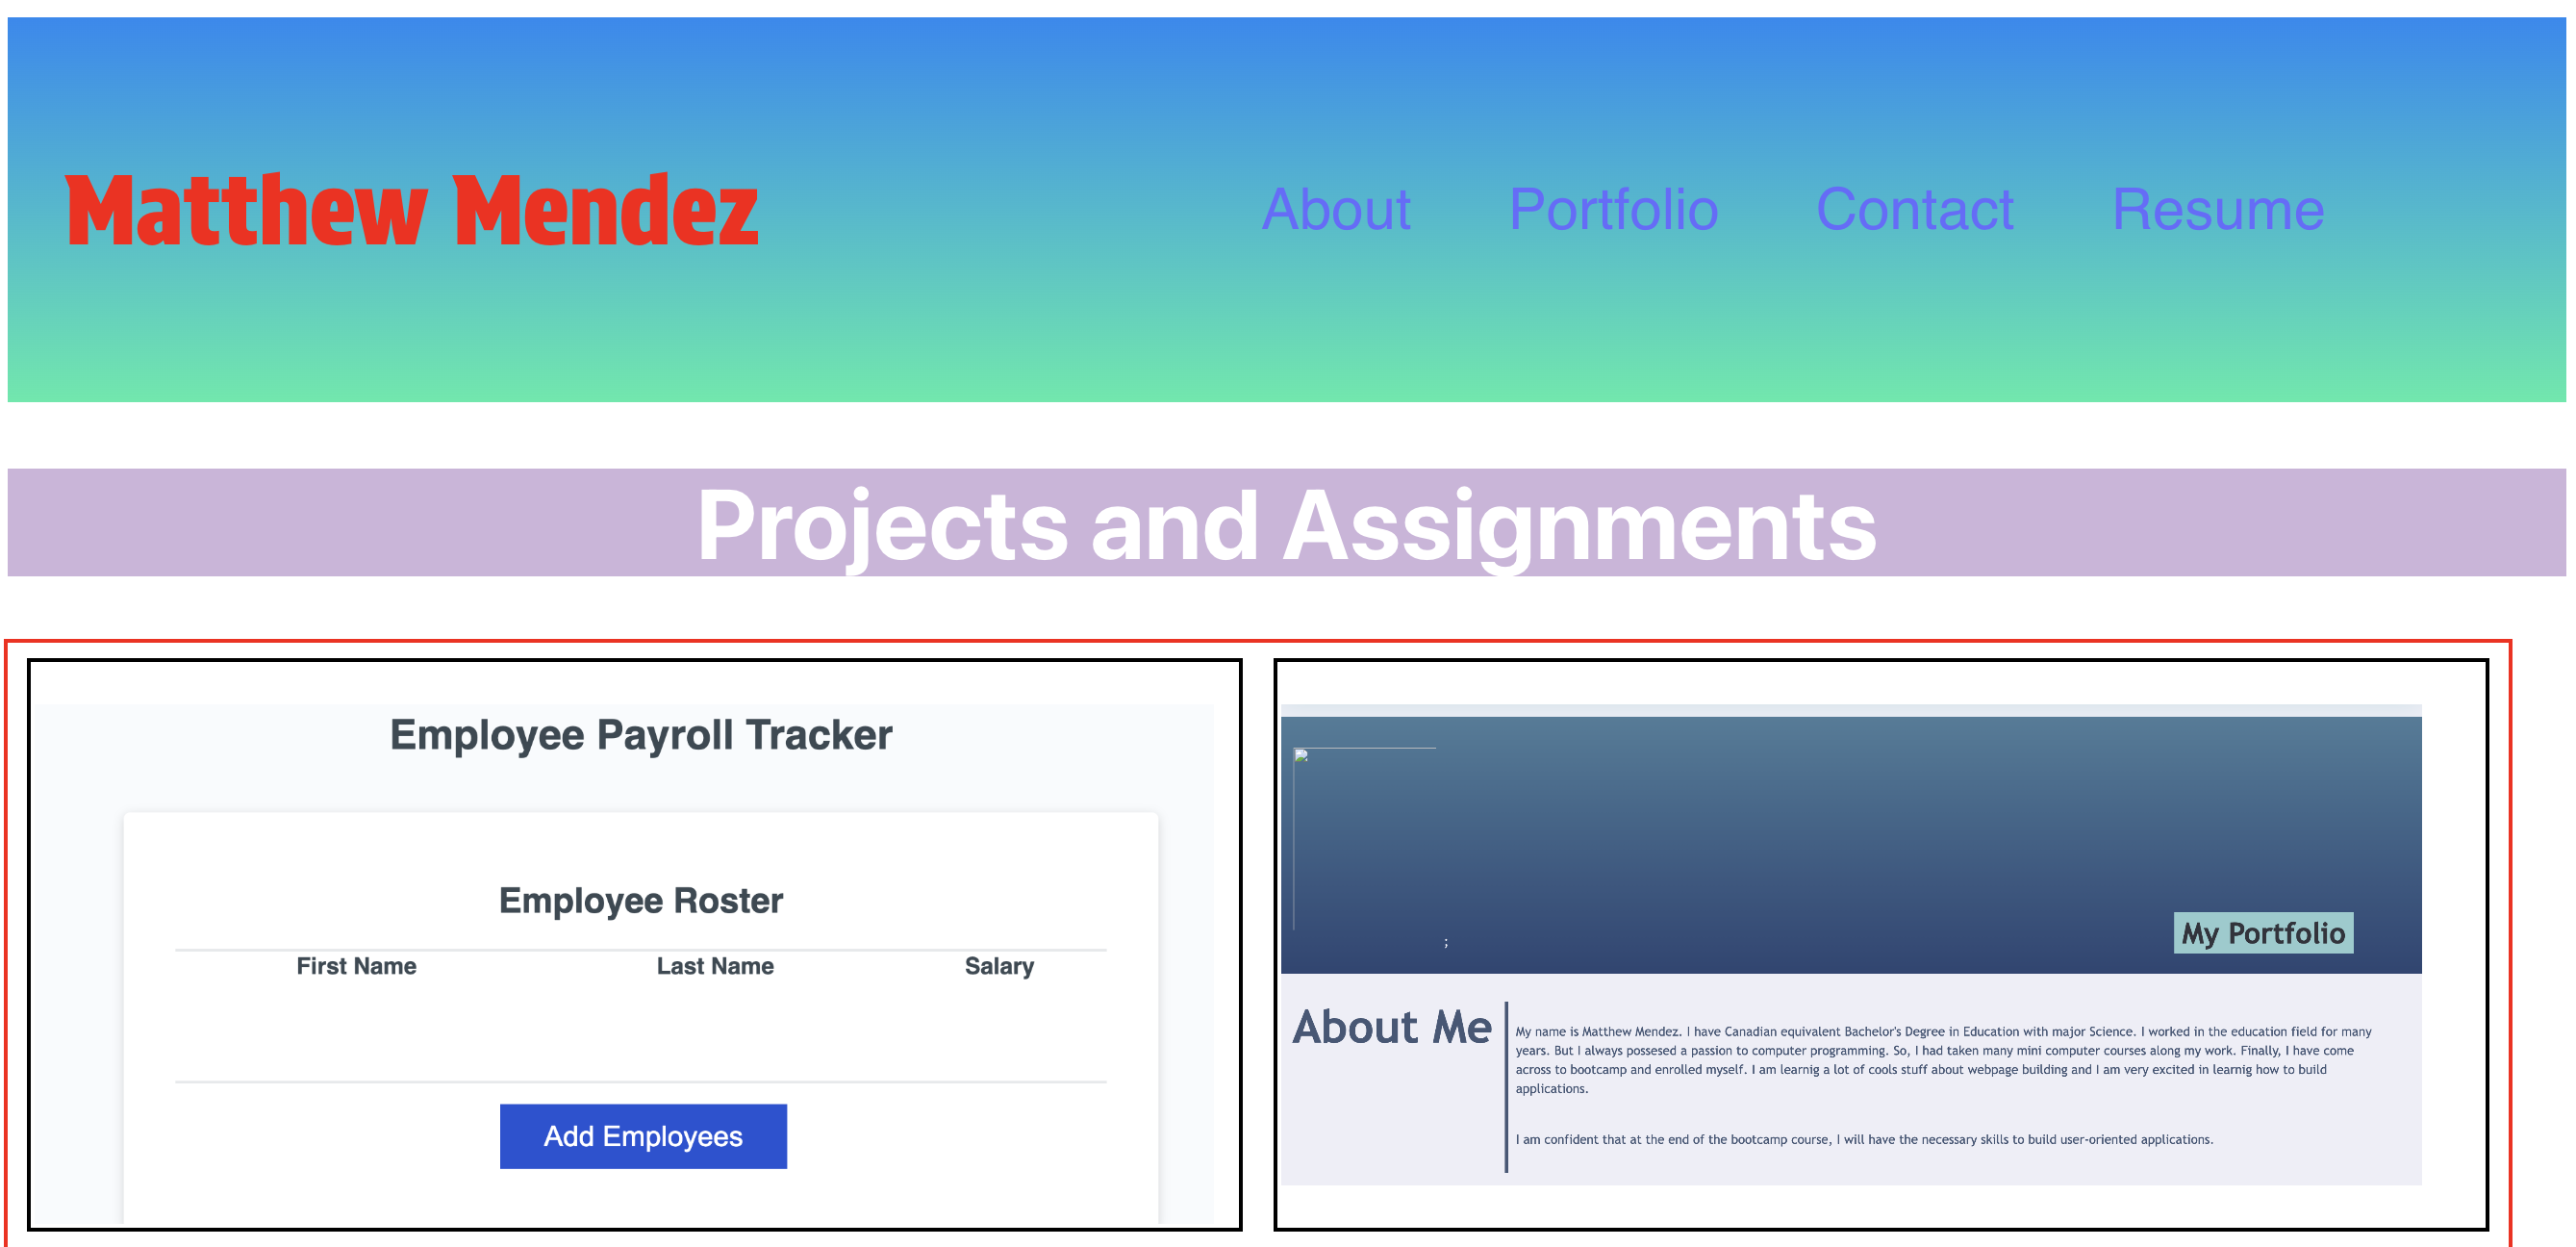 Matthew Mendez
About Portfolio Contact Resume
Projects and Assignments
Employee Payroll Tracker
Employee Roster
First Name Last Name Salary
Add Employees
;
My Portfolio
About Me
My name is Matthew Mendez. I have Canadian equivalent Bachelor's Degree in Education with major Science. I worked in the education field for many
years. But I always possesed a passion to computer programming. So, I had taken many mini computer courses along my work. Finally, I have come
across to bootcamp and enrolled myself. I am learnig a lot of cools stuff about webpage building and I am very excited in learnig how to build
applications.
I am confident that at the end of the bootcamp course, I will have the necessary skills to build user-oriented applications.